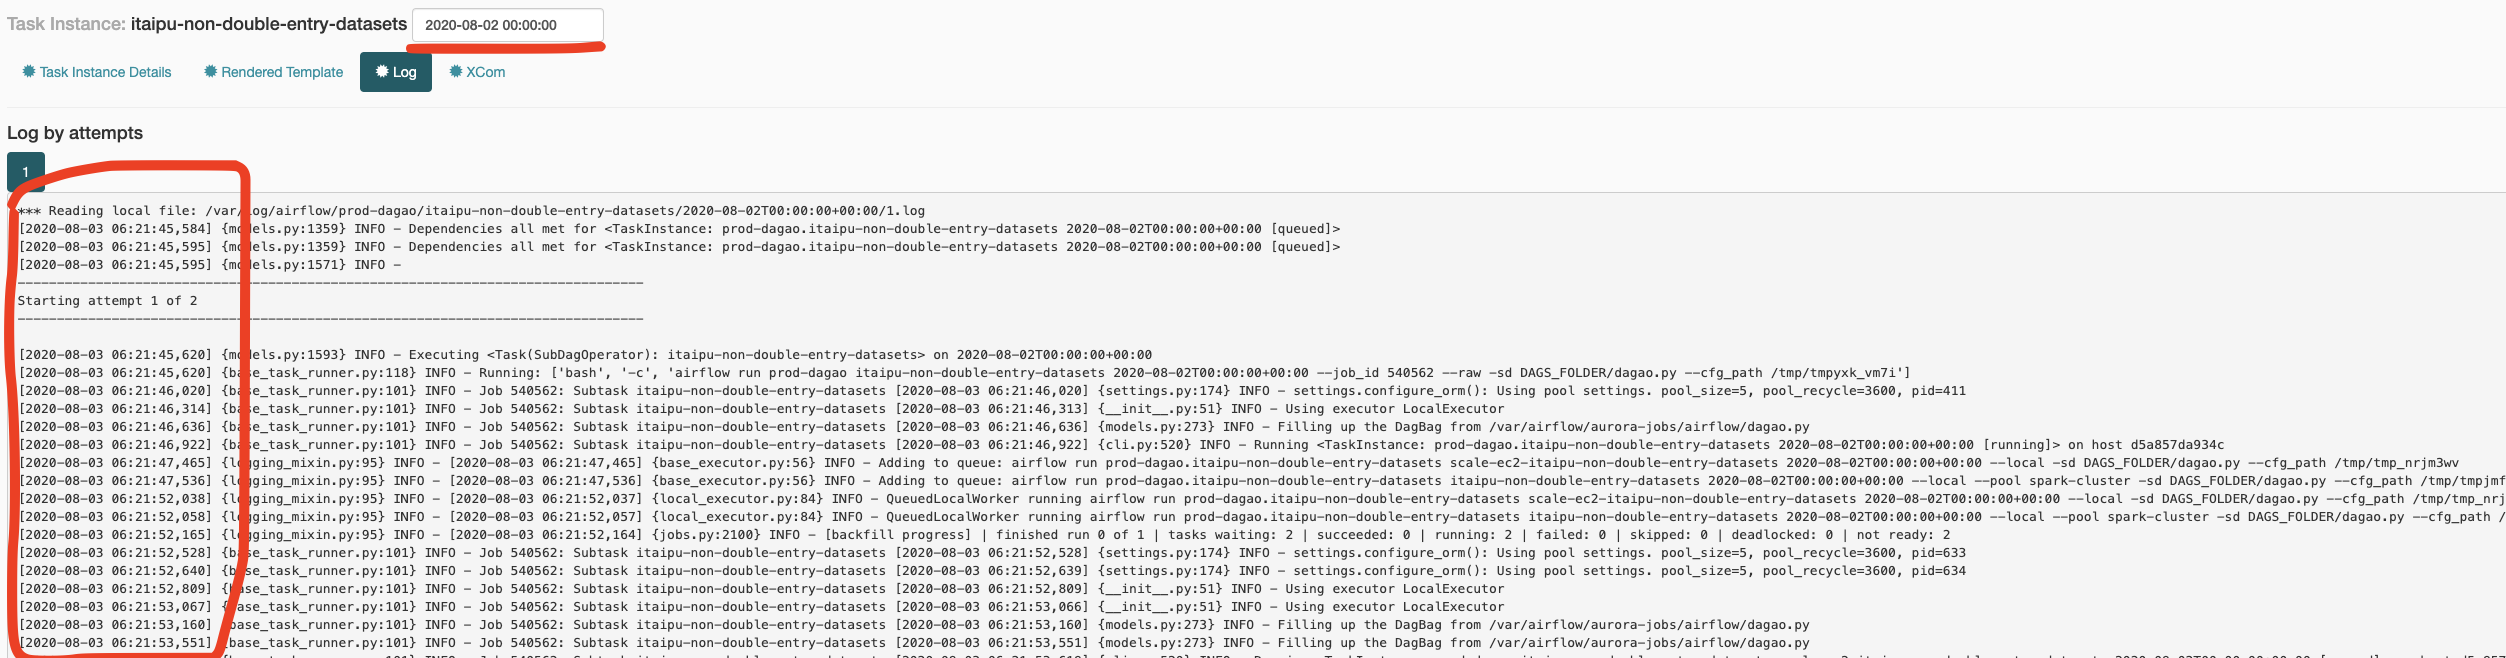 Task Instance: itaipu-non-double-entry-datasets 2020-08-02 00:00:00
Task Instance Details Rendered Template Log XCom
Log by attempts
1
*** Reading local file: /var/log/airflow/prod-dagao/itaipu-non-double-entry-datasets/2020-08-02T00:00:00+00:00/1.log
[2020-08-03 06:21:45,584] {models.py:1359} INFO - Dependencies all met for <TaskInstance: prod-dagao.itaipu-non-double-entry-datasets 2020-08-02T00:00:00+00:00 [queued]>
[2020-08-03 06:21:45,595] {models.py:1359} INFO - Dependencies all met for <TaskInstance: prod-dagao.itaipu-non-double-entry-datasets 2020-08-02T00:00:00+00:00 [queued]>
[2020-08-03 06:21:45,595] {models.py:1571} INFO -
--------------------------------------------------------------------------------
Starting attempt 1 of 2
--------------------------------------------------------------------------------
[2020-08-03 06:21:45,620] {models.py:1593} INFO - Executing <Task(SubDagOperator): itaipu-non-double-entry-datasets> on 2020-08-02T00:00:00+00:00
[2020-08-03 06:21:45,620] {base_task_runner.py:118} INFO - Running: ['bash', '-c', 'airflow run prod-dagao itaipu-non-double-entry-datasets 2020-08-02T00:00:00+00:00 --job_id 540562 --raw -sd DAGS_FOLDER/dagao.py --cfg_path /tmp/tmpyxk_vm7i']
[2020-08-03 06:21:46,020] {base_task_runner.py:101} INFO - Job 540562: Subtask itaipu-non-double-entry-datasets [2020-08-03 06:21:46,020] {settings.py:174} INFO - settings.configure_orm(): Using pool settings. pool_size=5, pool_recycle=3600, pid=411
[2020-08-03 06:21:46,314] {base_task_runner.py:101} INFO - Job 540562: Subtask itaipu-non-double-entry-datasets [2020-08-03 06:21:46,313] {__init__.py:51} INFO - Using executor LocalExecutor
[2020-08-03 06:21:46,636] {base_task_runner.py:101} INFO - Job 540562: Subtask itaipu-non-double-entry-datasets [2020-08-03 06:21:46,636] {models.py:273} INFO - Filling up the DagBag from /var/airflow/aurora-jobs/airflow/dagao.py
[2020-08-03 06:21:46,922] {base_task_runner.py:101} INFO - Job 540562: Subtask itaipu-non-double-entry-datasets [2020-08-03 06:21:46,922] {cli.py:520} INFO - Running <TaskInstance: prod-dagao.itaipu-non-double-entry-datasets 2020-08-02T00:00:00+00:00 [running]> on host d5a857da934c
[2020-08-03 06:21:47,465] {logging_mixin.py:95} INFO - [2020-08-03 06:21:47,465] {base_executor.py:56} INFO - Adding to queue: airflow run prod-dagao.itaipu-non-double-entry-datasets scale-ec2-itaipu-non-double-entry-datasets 2020-08-02T00:00:00+00:00 --local -sd DAGS_FOLDER/dagao.py --cfg_path /tmp/tmp_nrjm3wv
[2020-08-03 06:21:47,536] {logging_mixin.py:95} INFO - [2020-08-03 06:21:47,536] {base_executor.py:56} INFO - Adding to queue: airflow run prod-dagao.itaipu-non-double-entry-datasets itaipu-non-double-entry-datasets 2020-08-02T00:00:00+00:00 --local --pool spark-cluster -sd DAGS_FOLDER/dagao.py --cfg_path /tmp/tmpjmf
[2020-08-03 06:21:52,038] {logging_mixin.py:95} INFO - [2020-08-03 06:21:52,037] {local_executor.py:84} INFO - QueuedLocalWorker running airflow run prod-dagao.itaipu-non-double-entry-datasets scale-ec2-itaipu-non-double-entry-datasets 2020-08-02T00:00:00+00:00 --local -sd DAGS_FOLDER/dagao.py --cfg_path /tmp/tmp_nrj
[2020-08-03 06:21:52,058] {logging_mixin.py:95} INFO - [2020-08-03 06:21:52,057] {local_executor.py:84} INFO - QueuedLocalWorker running airflow run prod-dagao.itaipu-non-double-entry-datasets itaipu-non-double-entry-datasets 2020-08-02T00:00:00+00:00 --local --pool spark-cluster -sd DAGS_FOLDER/dagao.py --cfg_path /
[2020-08-03 06:21:52,165] {logging_mixin.py:95} INFO - [2020-08-03 06:21:52,164] {jobs.py:2100} INFO - [backfill progress] | finished run 0 of 1 | tasks waiting: 2 | succeeded: 0 | running: 2 | failed: 0 | skipped: 0 | deadlocked: 0 | not ready: 2
[2020-08-03 06:21:52,528] {base_task_runner.py:101} INFO - Job 540562: Subtask itaipu-non-double-entry-datasets [2020-08-03 06:21:52,528] {settings.py:174} INFO - settings.configure_orm(): Using pool settings. pool_size=5, pool_recycle=3600, pid=633
[2020-08-03 06:21:52,640] {base_task_runner.py:101} INFO - Job 540562: Subtask itaipu-non-double-entry-datasets [2020-08-03 06:21:52,639] {settings.py:174} INFO - settings.configure_orm(): Using pool settings. pool_size=5, pool_recycle=3600, pid=634
[2020-08-03 06:21:52,809] {base_task_runner.py:101} INFO - Job 540562: Subtask itaipu-non-double-entry-datasets [2020-08-03 06:21:52,809] {__init__.py:51} INFO - Using executor LocalExecutor
[2020-08-03 06:21:53,067] {base_task_runner.py:101} INFO - Job 540562: Subtask itaipu-non-double-entry-datasets [2020-08-03 06:21:53,066] {__init__.py:51} INFO - Using executor LocalExecutor
[2020-08-03 06:21:53,160] {base_task_runner.py:101} INFO - Job 540562: Subtask itaipu-non-double-entry-datasets [2020-08-03 06:21:53,160] {models.py:273} INFO - Filling up the DagBag from /var/airflow/aurora-jobs/airflow/dagao.py
[2020-08-03 06:21:53,551] {base_task_runner.py:101} INFO - Job 540562: Subtask itaipu-non-double-entry-datasets [2020-08-03 06:21:53,551] {models.py:273} INFO - Filling up the DagBag from /var/airflow/aurora-jobs/airflow/dagao.py